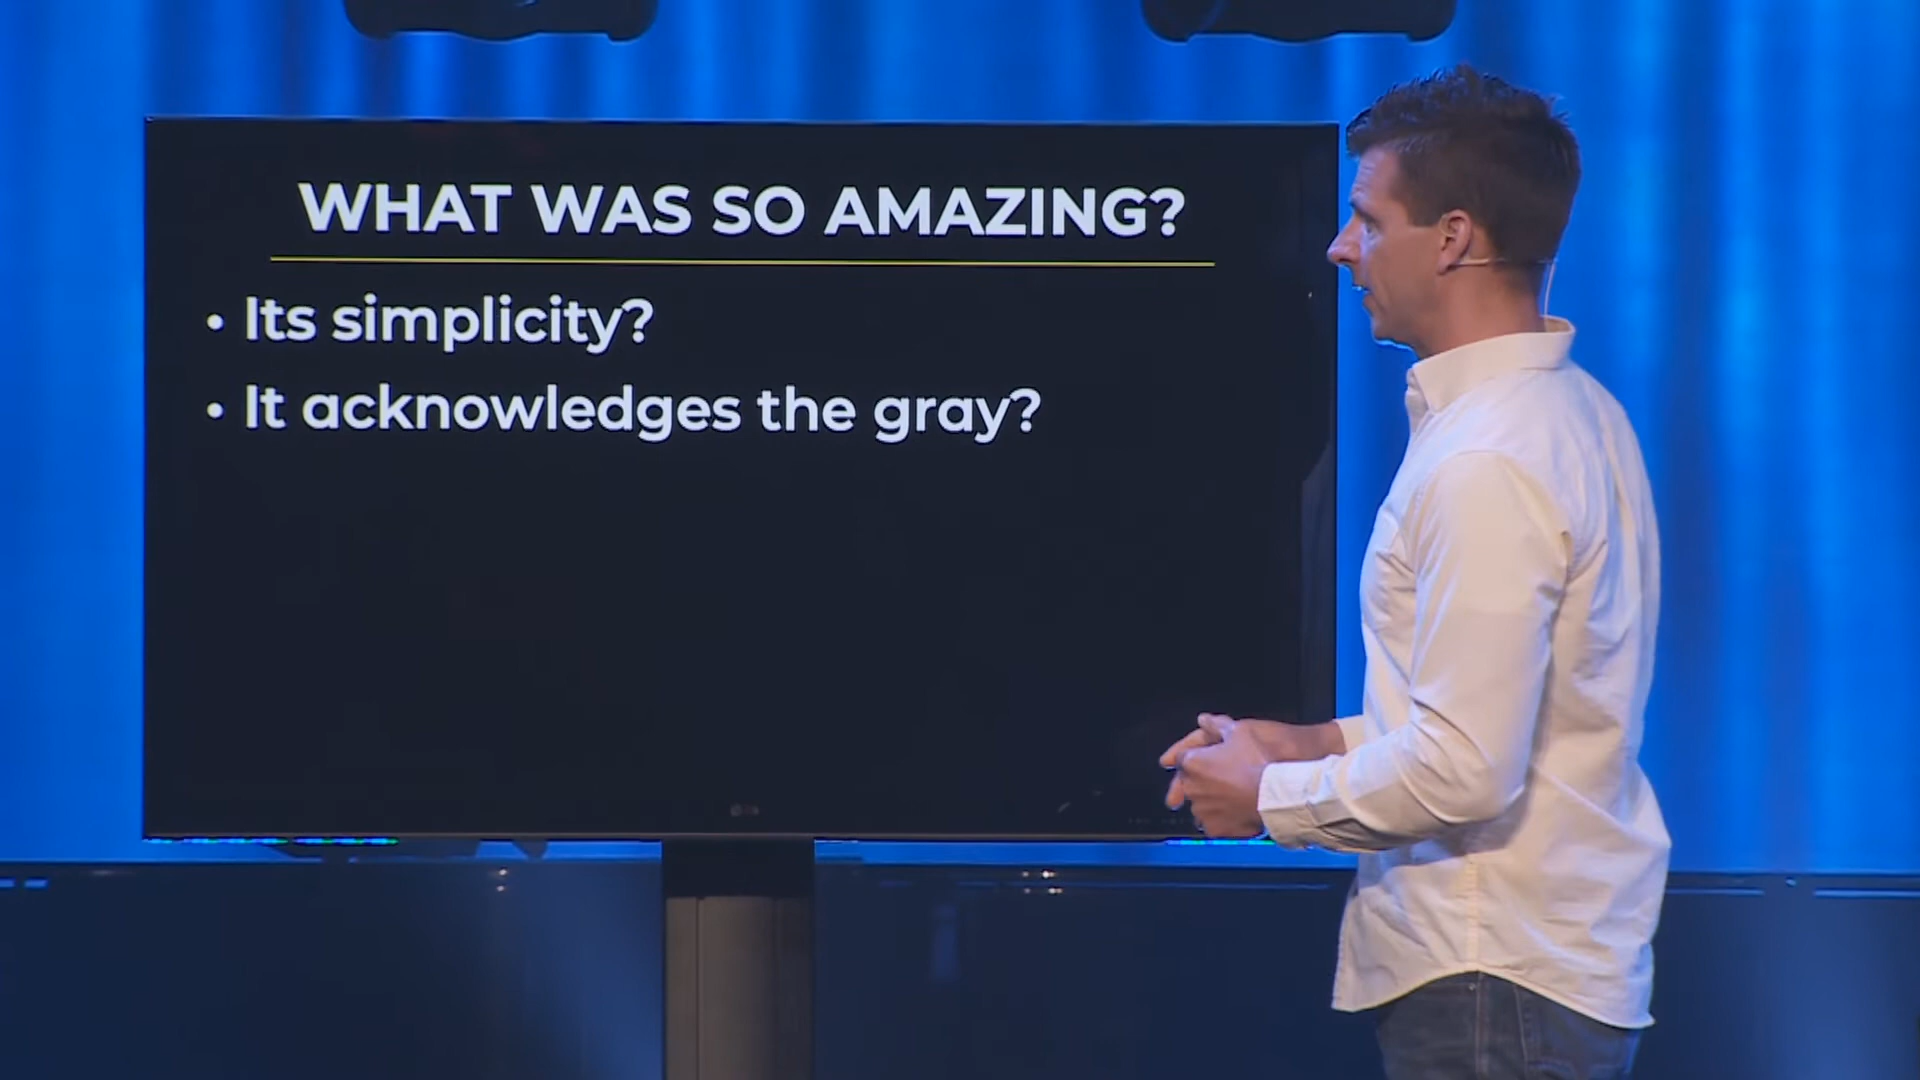 WHAT WAS SO AMAZING?
• Its simplicity?
• It acknowledges the gray?